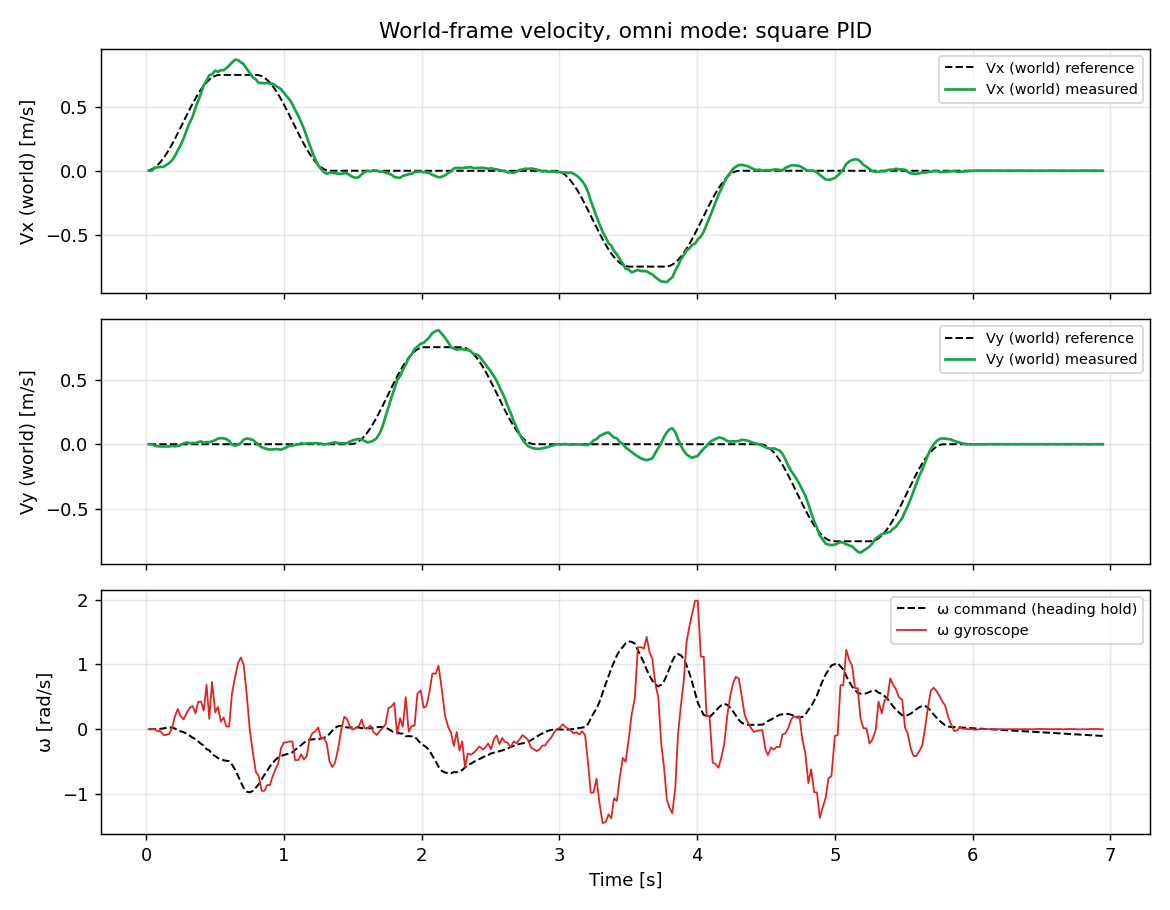 World-frame velocity, omni mode: square PID
Vx (world) [m/s]
0.5
0.0
−0.5
Vx (world) reference
Vx (world) measured
Vy (world) [m/s]
0.5
0.0
−0.5
Vy (world) reference
Vy (world) measured
ω [rad/s]
2
1
0
−1
ω command (heading hold)
ω gyroscope
0 1 2 3 4 5 6 7
Time [s]